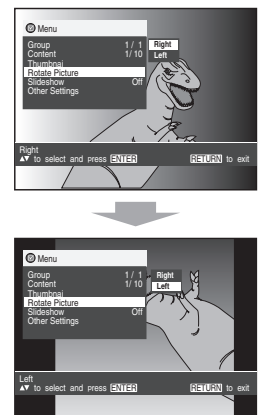 Menu
Group 1 / 1 Right
Content 1/ 10 Left
Thumbnai
Rotate Picture
Slideshow Off
Other Settings
Right
▲▼ to select and press ENTER RETURN to exit
Menu
Group 1 / 1 Right
Content 1/ 10 Left
Thumbnai
Rotate Picture
Slideshow Off
Other Settings
Left
▲▼ to select and press ENTER RETURN to exit